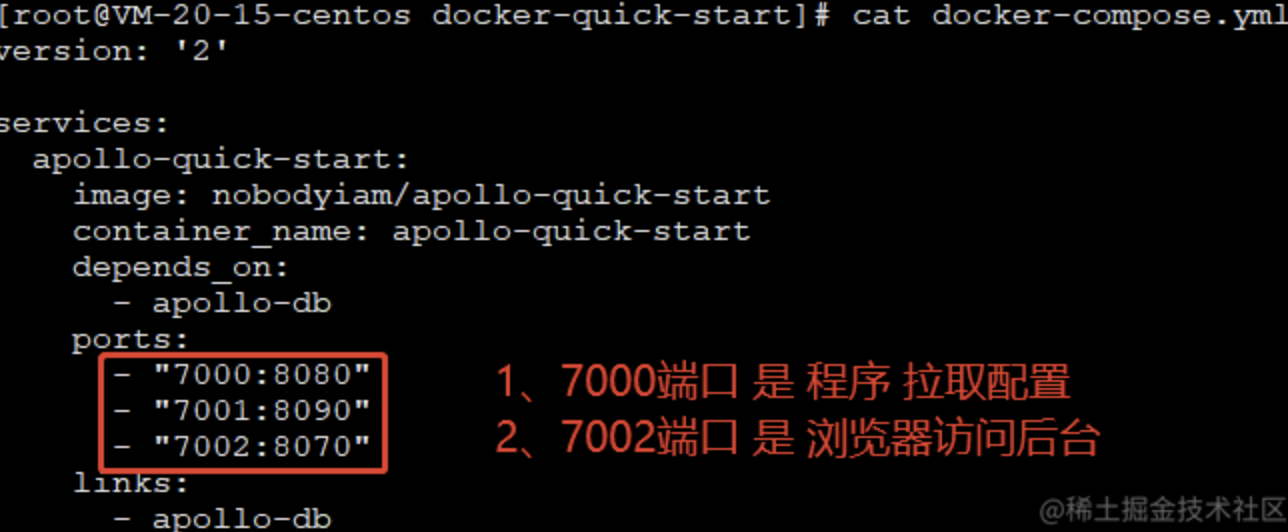 [root@VM-20-15-centos docker-quick-start]# cat docker-compose.yml
version: '2'
services:
  apollo-quick-start:
    image: nobodyiam/apollo-quick-start
    container_name: apollo-quick-start
    depends_on:
      - apollo-db
    ports:
      - "7000:8080"
      - "7001:8090"
      - "7002:8070"
1、7000端口 是 程序 拉取配置
2、7002端口 是 浏览器访问后台
    links:
      - apollo-db
@稀土掘金技术社区